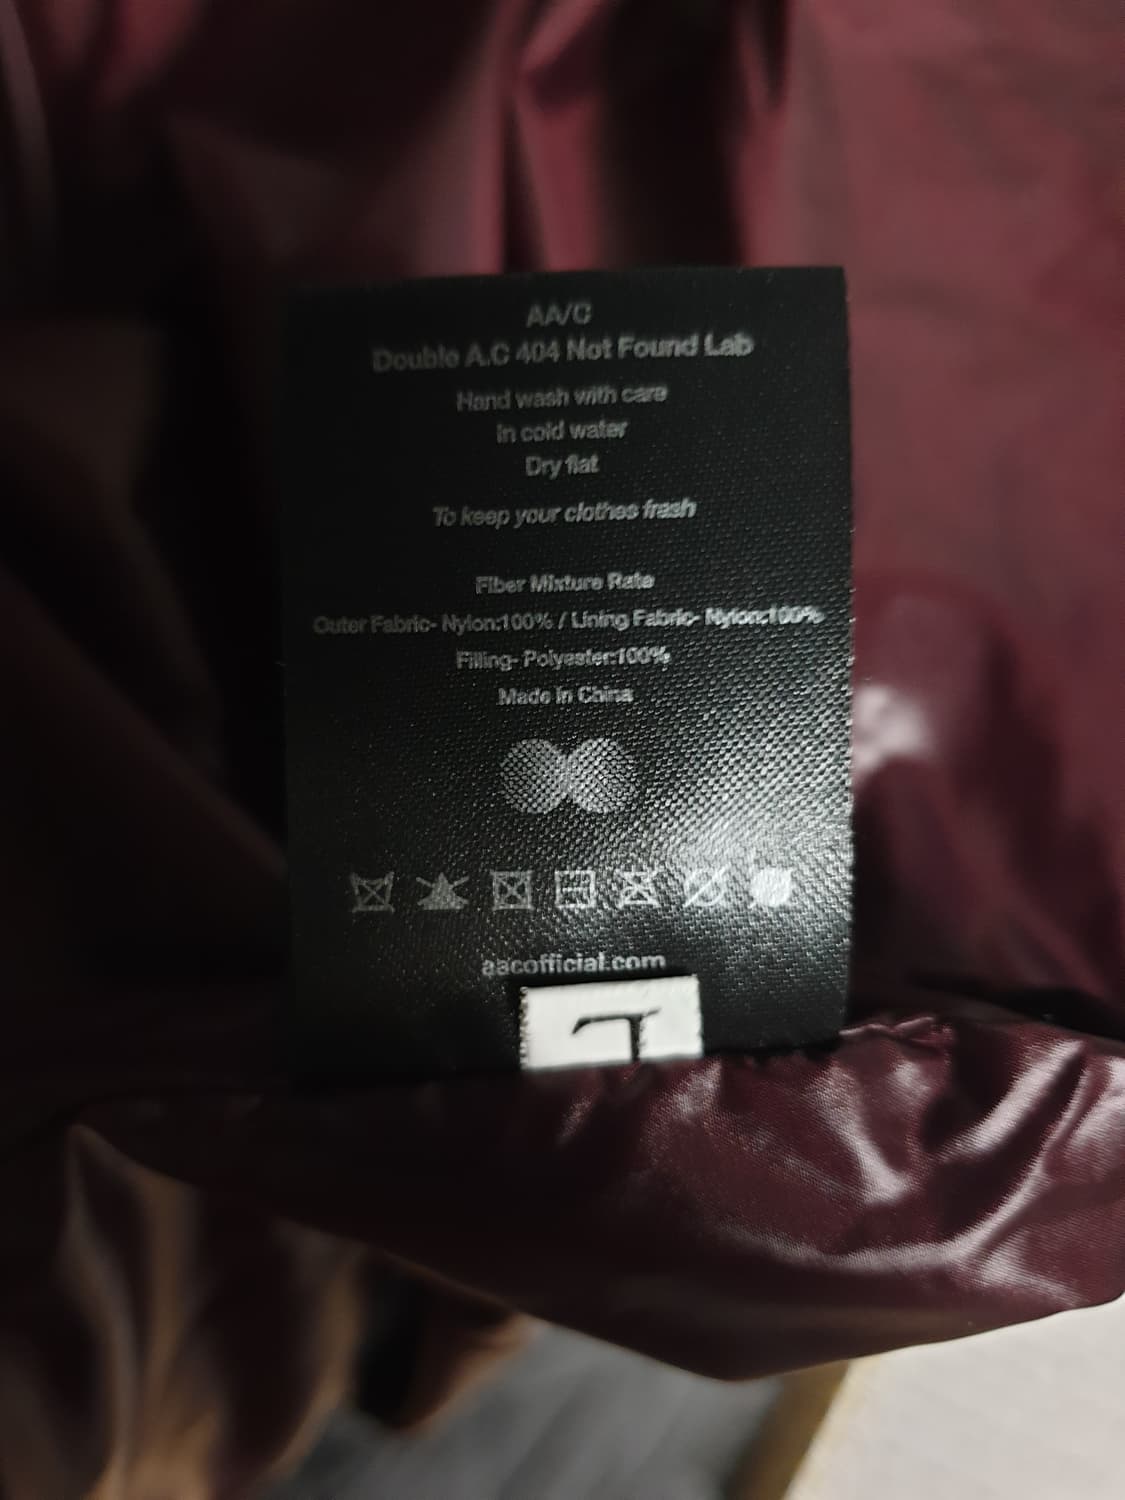 AA/C
Double A.C 404 Not Found Lab
Hand wash with care
In cold water
Dry flat
To keep your clothes frash
Fiber Mixture Rate
Outer Fabric- Nylon:100% / Lining Fabric- Nylon:100%
Filling- Polyester:100%
Made In China
aacofficial.com
L